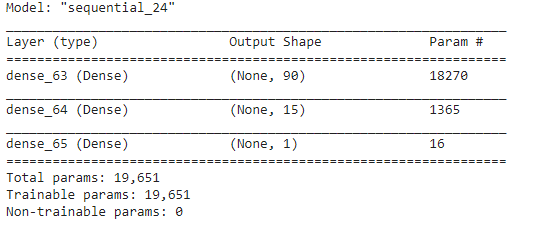 Model: "sequential_24"
_________________________________________________________________
Layer (type)                 Output Shape              Param #
=================================================================
dense_63 (Dense)             (None, 90)                18270
_________________________________________________________________
dense_64 (Dense)             (None, 15)                1365
_________________________________________________________________
dense_65 (Dense)             (None, 1)                 16
=================================================================
Total params: 19,651
Trainable params: 19,651
Non-trainable params: 0